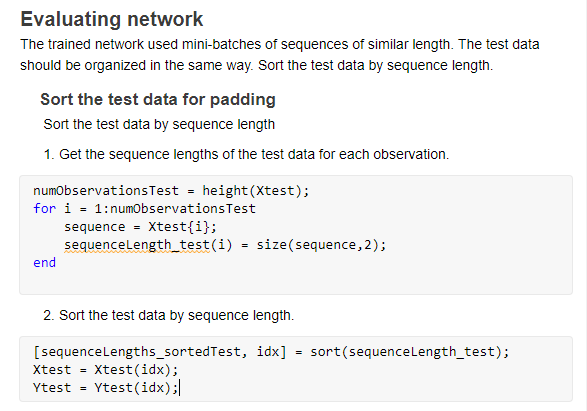 Evaluating network
The trained network used mini-batches of sequences of similar length. The test data
should be organized in the same way. Sort the test data by sequence length.
Sort the test data for padding
Sort the test data by sequence length
1. Get the sequence lengths of the test data for each observation.
numObservationsTest = height(Xtest);
for i = 1:numObservationsTest
    sequence = Xtest{i};
    sequenceLength_test(i) = size(sequence,2);
end
2. Sort the test data by sequence length.
[sequenceLengths_sortedTest, idx] = sort(sequenceLength_test);
Xtest = Xtest(idx);
Ytest = Ytest(idx);